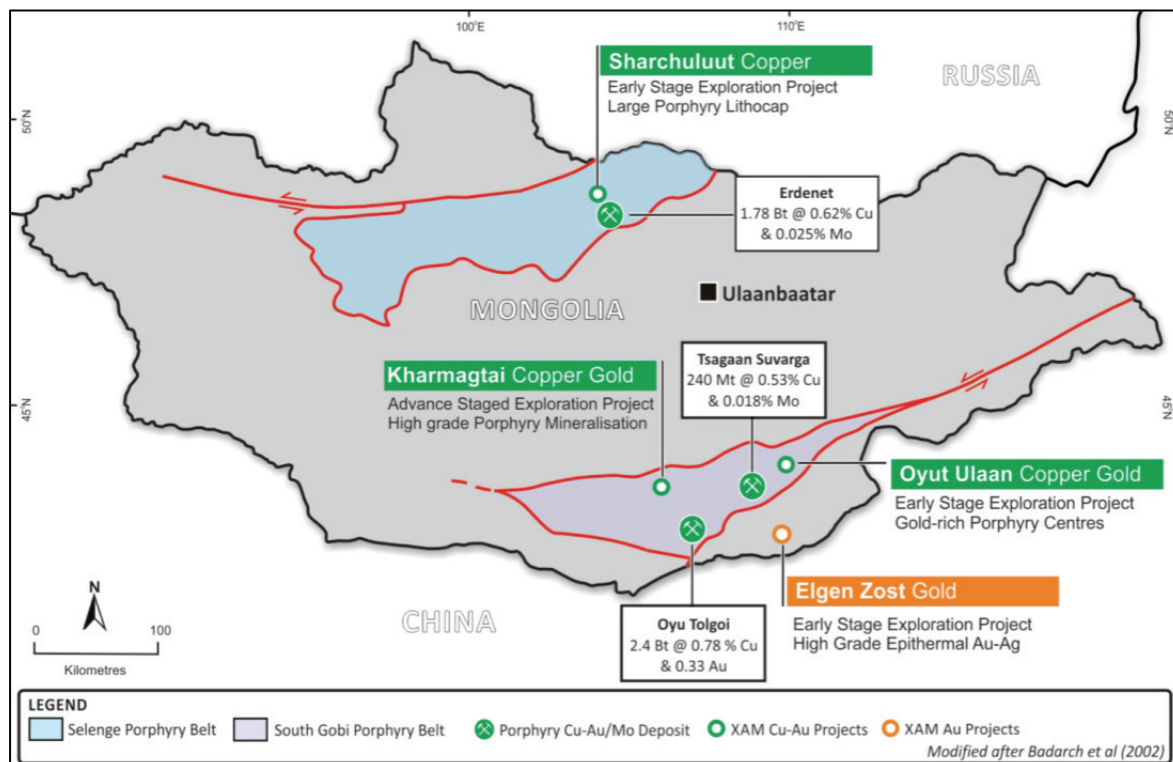 100°E
110°E
50°N
50°N
45°N
45°N
Sharchuluut Copper
Early Stage Exploration Project
Large Porphyry Lithocap
RUSSIA
Erdenet
1.78 Bt @ 0.62% Cu
& 0.025% Mo
MONGOLIA
Ulaanbaatar
Kharmagtai Copper Gold
Advance Staged Exploration Project
High grade Porphyry Mineralisation
Tsagaan Suvarga
240 Mt @ 0.53% Cu
& 0.018% Mo
Oyut Ulaan Copper Gold
Early Stage Exploration Project
Gold-rich Porphyry Centres
Elgen Zost Gold
Early Stage Exploration Project
High Grade Epithermal Au-Ag
Oyu Tolgoi
2.4 Bt @ 0.78 % Cu
& 0.33 Au
CHINA
N
0 100
Kilometres
LEGEND
Selenge Porphyry Belt
South Gobi Porphyry Belt
Porphyry Cu-Au/Mo Deposit
XAM Cu-Au Projects
XAM Au Projects
Modified after Badarch et al (2002)